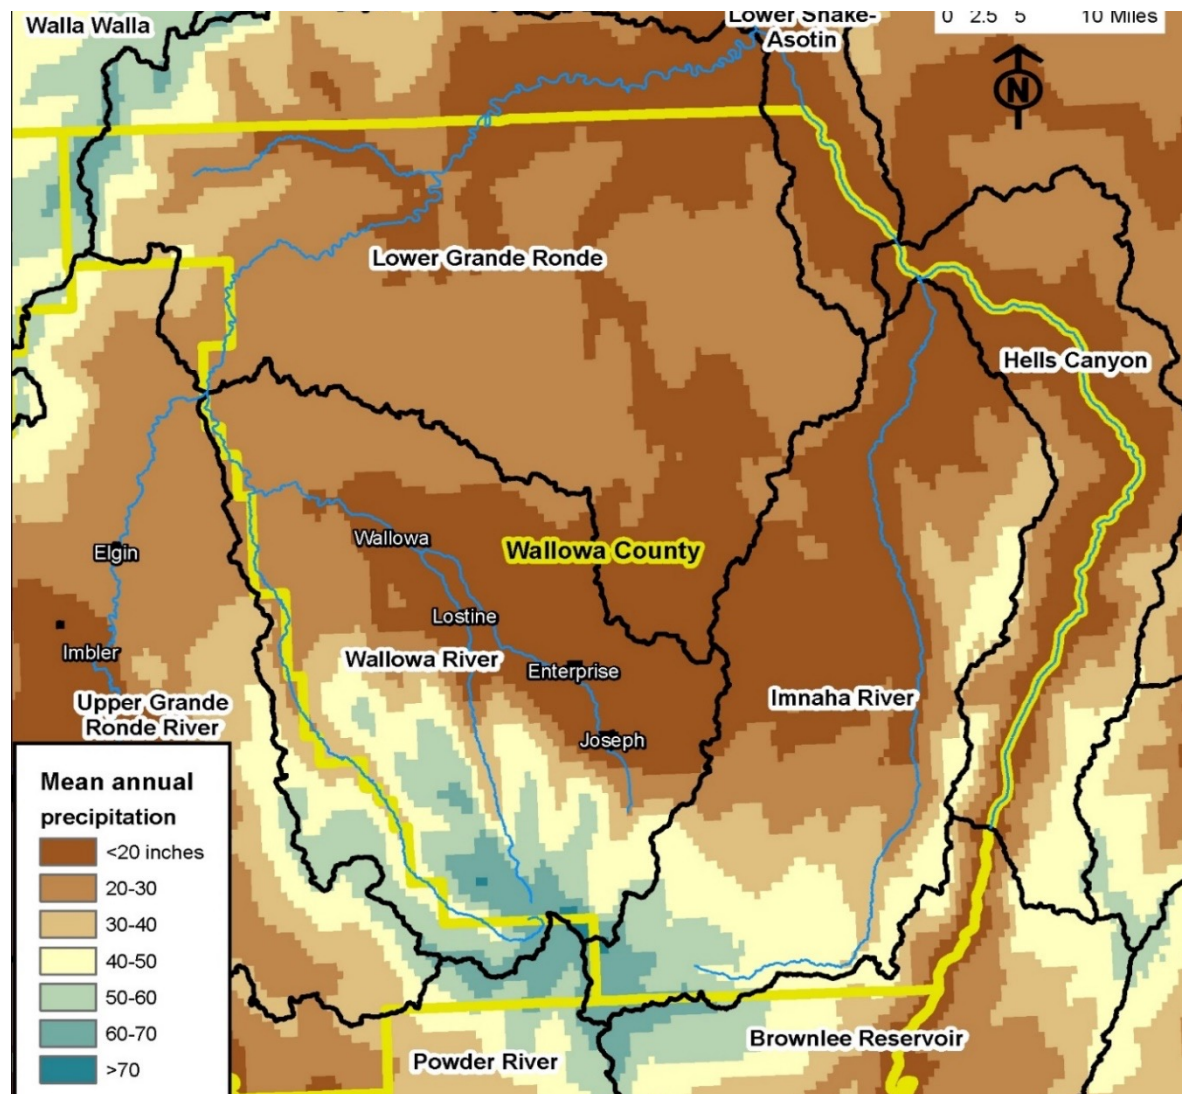 Walla Walla
Lower Snake-
Asotin
0 2.5 5 10 Miles
N
Lower Grande Ronde
Hells Canyon
Elgin
Wallowa
Wallowa County
Lostine
Imbler
Wallowa River
Enterprise
Imnaha River
Upper Grande
Ronde River
Joseph
Mean annual
precipitation
<20 inches
20-30
30-40
40-50
50-60
60-70
>70
Powder River
Brownlee Reservoir